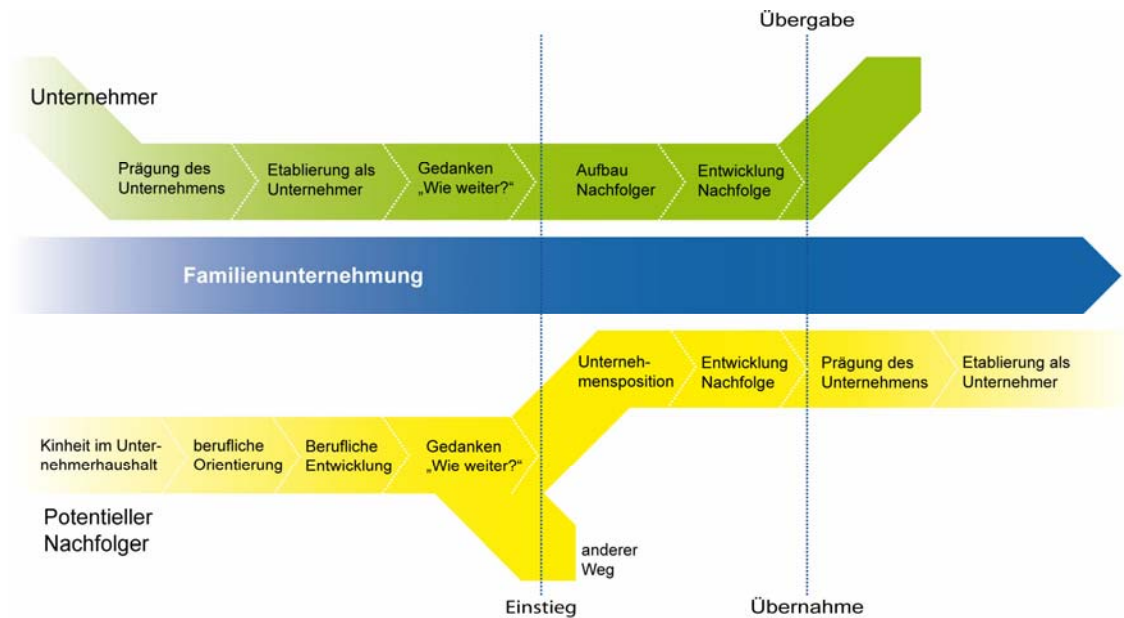 Übergabe
Unternehmer
Prägung des
Unternehmens
Etablierung als
Unternehmer
Gedanken
„Wie weiter?“
Aufbau
Nachfolger
Entwicklung
Nachfolge
Familienunternehmung
Unterneh-
mensposition
Entwicklung
Nachfolge
Prägung des
Unternehmens
Etablierung als
Unternehmer
Kinheit im Unter-
nehmerhaushalt
berufliche
Orientierung
Berufliche
Entwicklung
Gedanken
„Wie weiter?“
Potentieller
Nachfolger
anderer
Weg
Einstieg
Übernahme